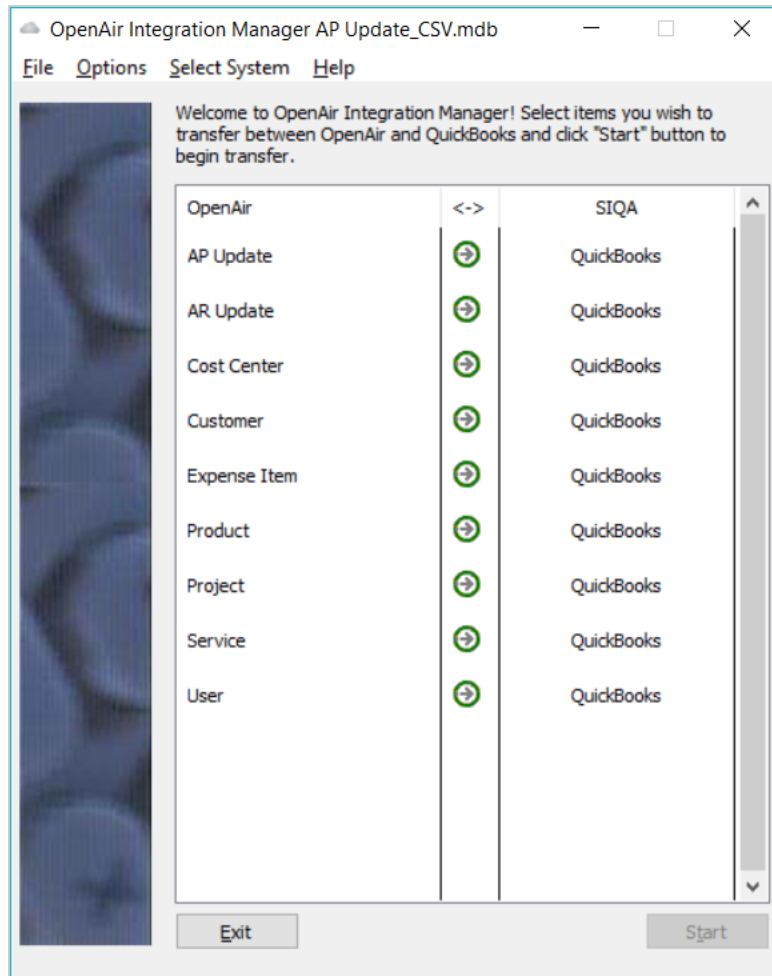 OpenAir Integration Manager AP Update_CSV.mdb
File Options Select System Help
Welcome to OpenAir Integration Manager! Select items you wish to
transfer between OpenAir and QuickBooks and click "Start" button to
begin transfer.
OpenAir <-> SIQA
AP Update QuickBooks
AR Update QuickBooks
Cost Center QuickBooks
Customer QuickBooks
Expense Item QuickBooks
Product QuickBooks
Project QuickBooks
Service QuickBooks
User QuickBooks
Exit Start